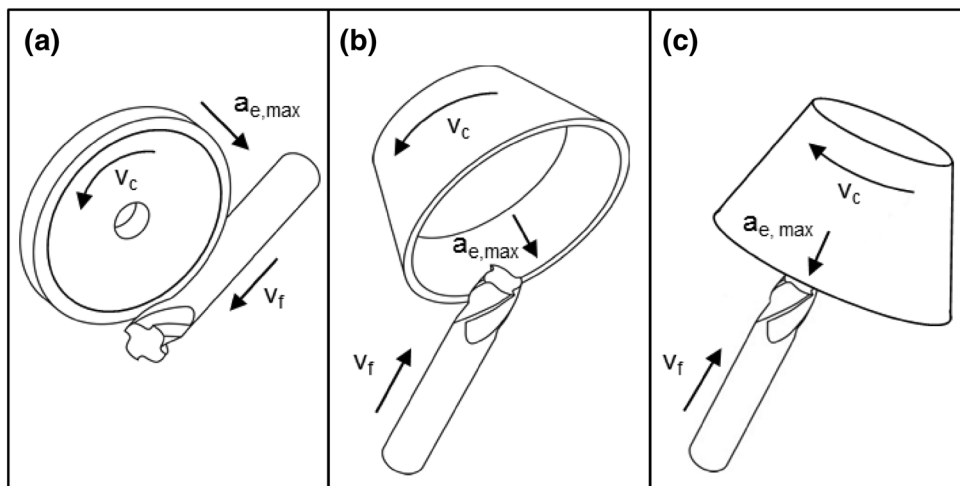 (a)
a_e,max
v_c
v_f
(b)
v_c
a_e,max
v_f
(c)
v_c
a_e, max
v_f